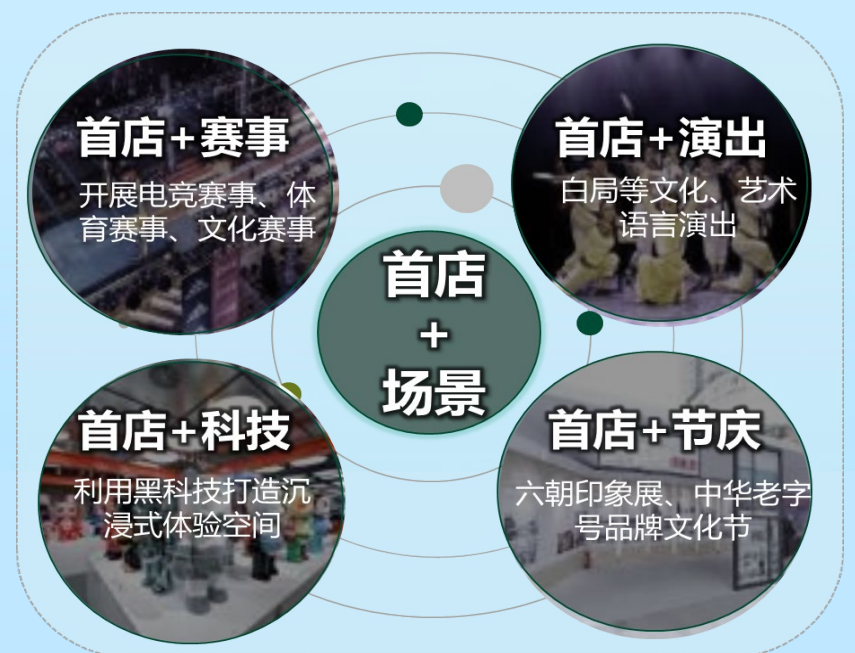 首店+赛事
开展电竞赛事、体
育赛事、文化赛事
首店+演出
白局等文化、艺术
语言演出
首店
+
场景
首店+科技
利用黑科技打造沉
浸式体验空间
首店+节庆
六朝印象展、中华老字
号品牌文化节